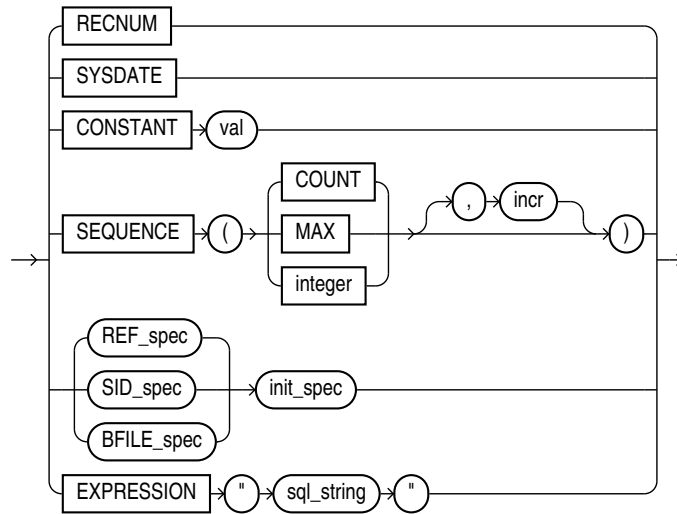 RECNUM
SYSDATE
CONSTANT val
COUNT
, incr
SEQUENCE ( MAX )
integer
REF_spec
SID_spec init_spec
BFILE_spec
EXPRESSION " sql_string "